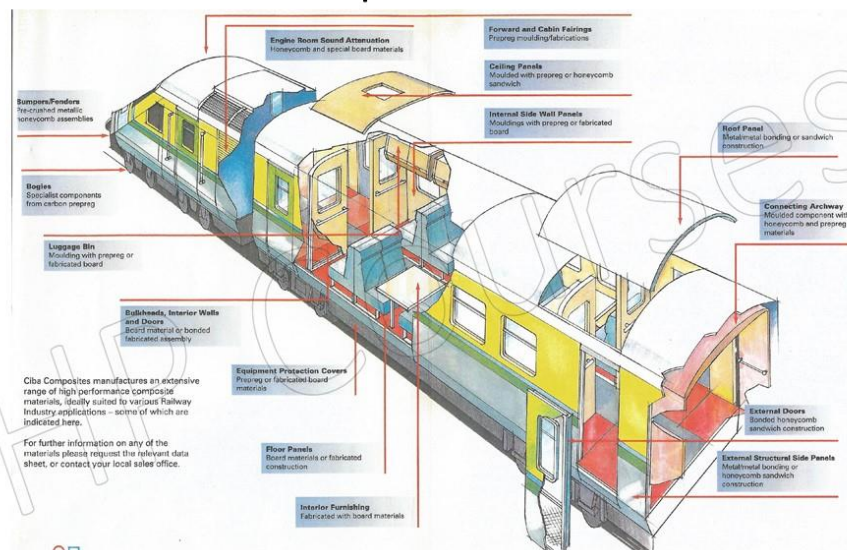 Engine Room Sound Attenuation
Honeycomb and special board materials
Forward and Cabin Fairings
Prepreg moulding/fabrications
Ceiling Panels
Moulded with prepreg or honeycomb
sandwich
Bumpers/Fenders
Pre-crushed metallic
honeycomb assemblies
Internal Side Wall Panels
Mouldings with prepreg or fabricated
board
Roof Panel
Metal/metal bonding or sandwich
construction
Bogies
Specialist components
from carbon prepreg
Connecting Archway
Moulded component with
honeycomb and prepreg
materials
Luggage Bin
Moulding with prepreg or
fabricated board
Bulkheads, Interior Walls
and Doors
Board material or bonded
fabricated assembly
Equipment Protection Covers
Prepreg or fabricated board
materials
Ciba Composites manufactures an extensive
range of high performance composite
materials, ideally suited to various Railway
Industry applications – some of which are
indicated here.
For further information on any of the
materials please request the relevant data
sheet, or contact your local sales office.
External Doors
Bonded honeycomb
sandwich construction
Floor Panels
Board materials or fabricated
construction
External Structural Side Panels
Metal/metal bonding or
honeycomb sandwich
construction
Interior Furnishing
Fabricated with board materials
HP Courses